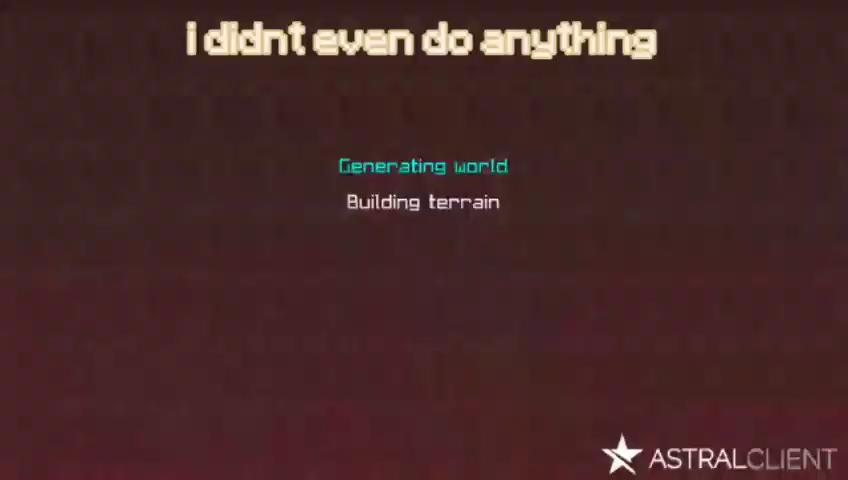 i didnt even do anything
Generating world
Building terrain
ASTRALCLIENT